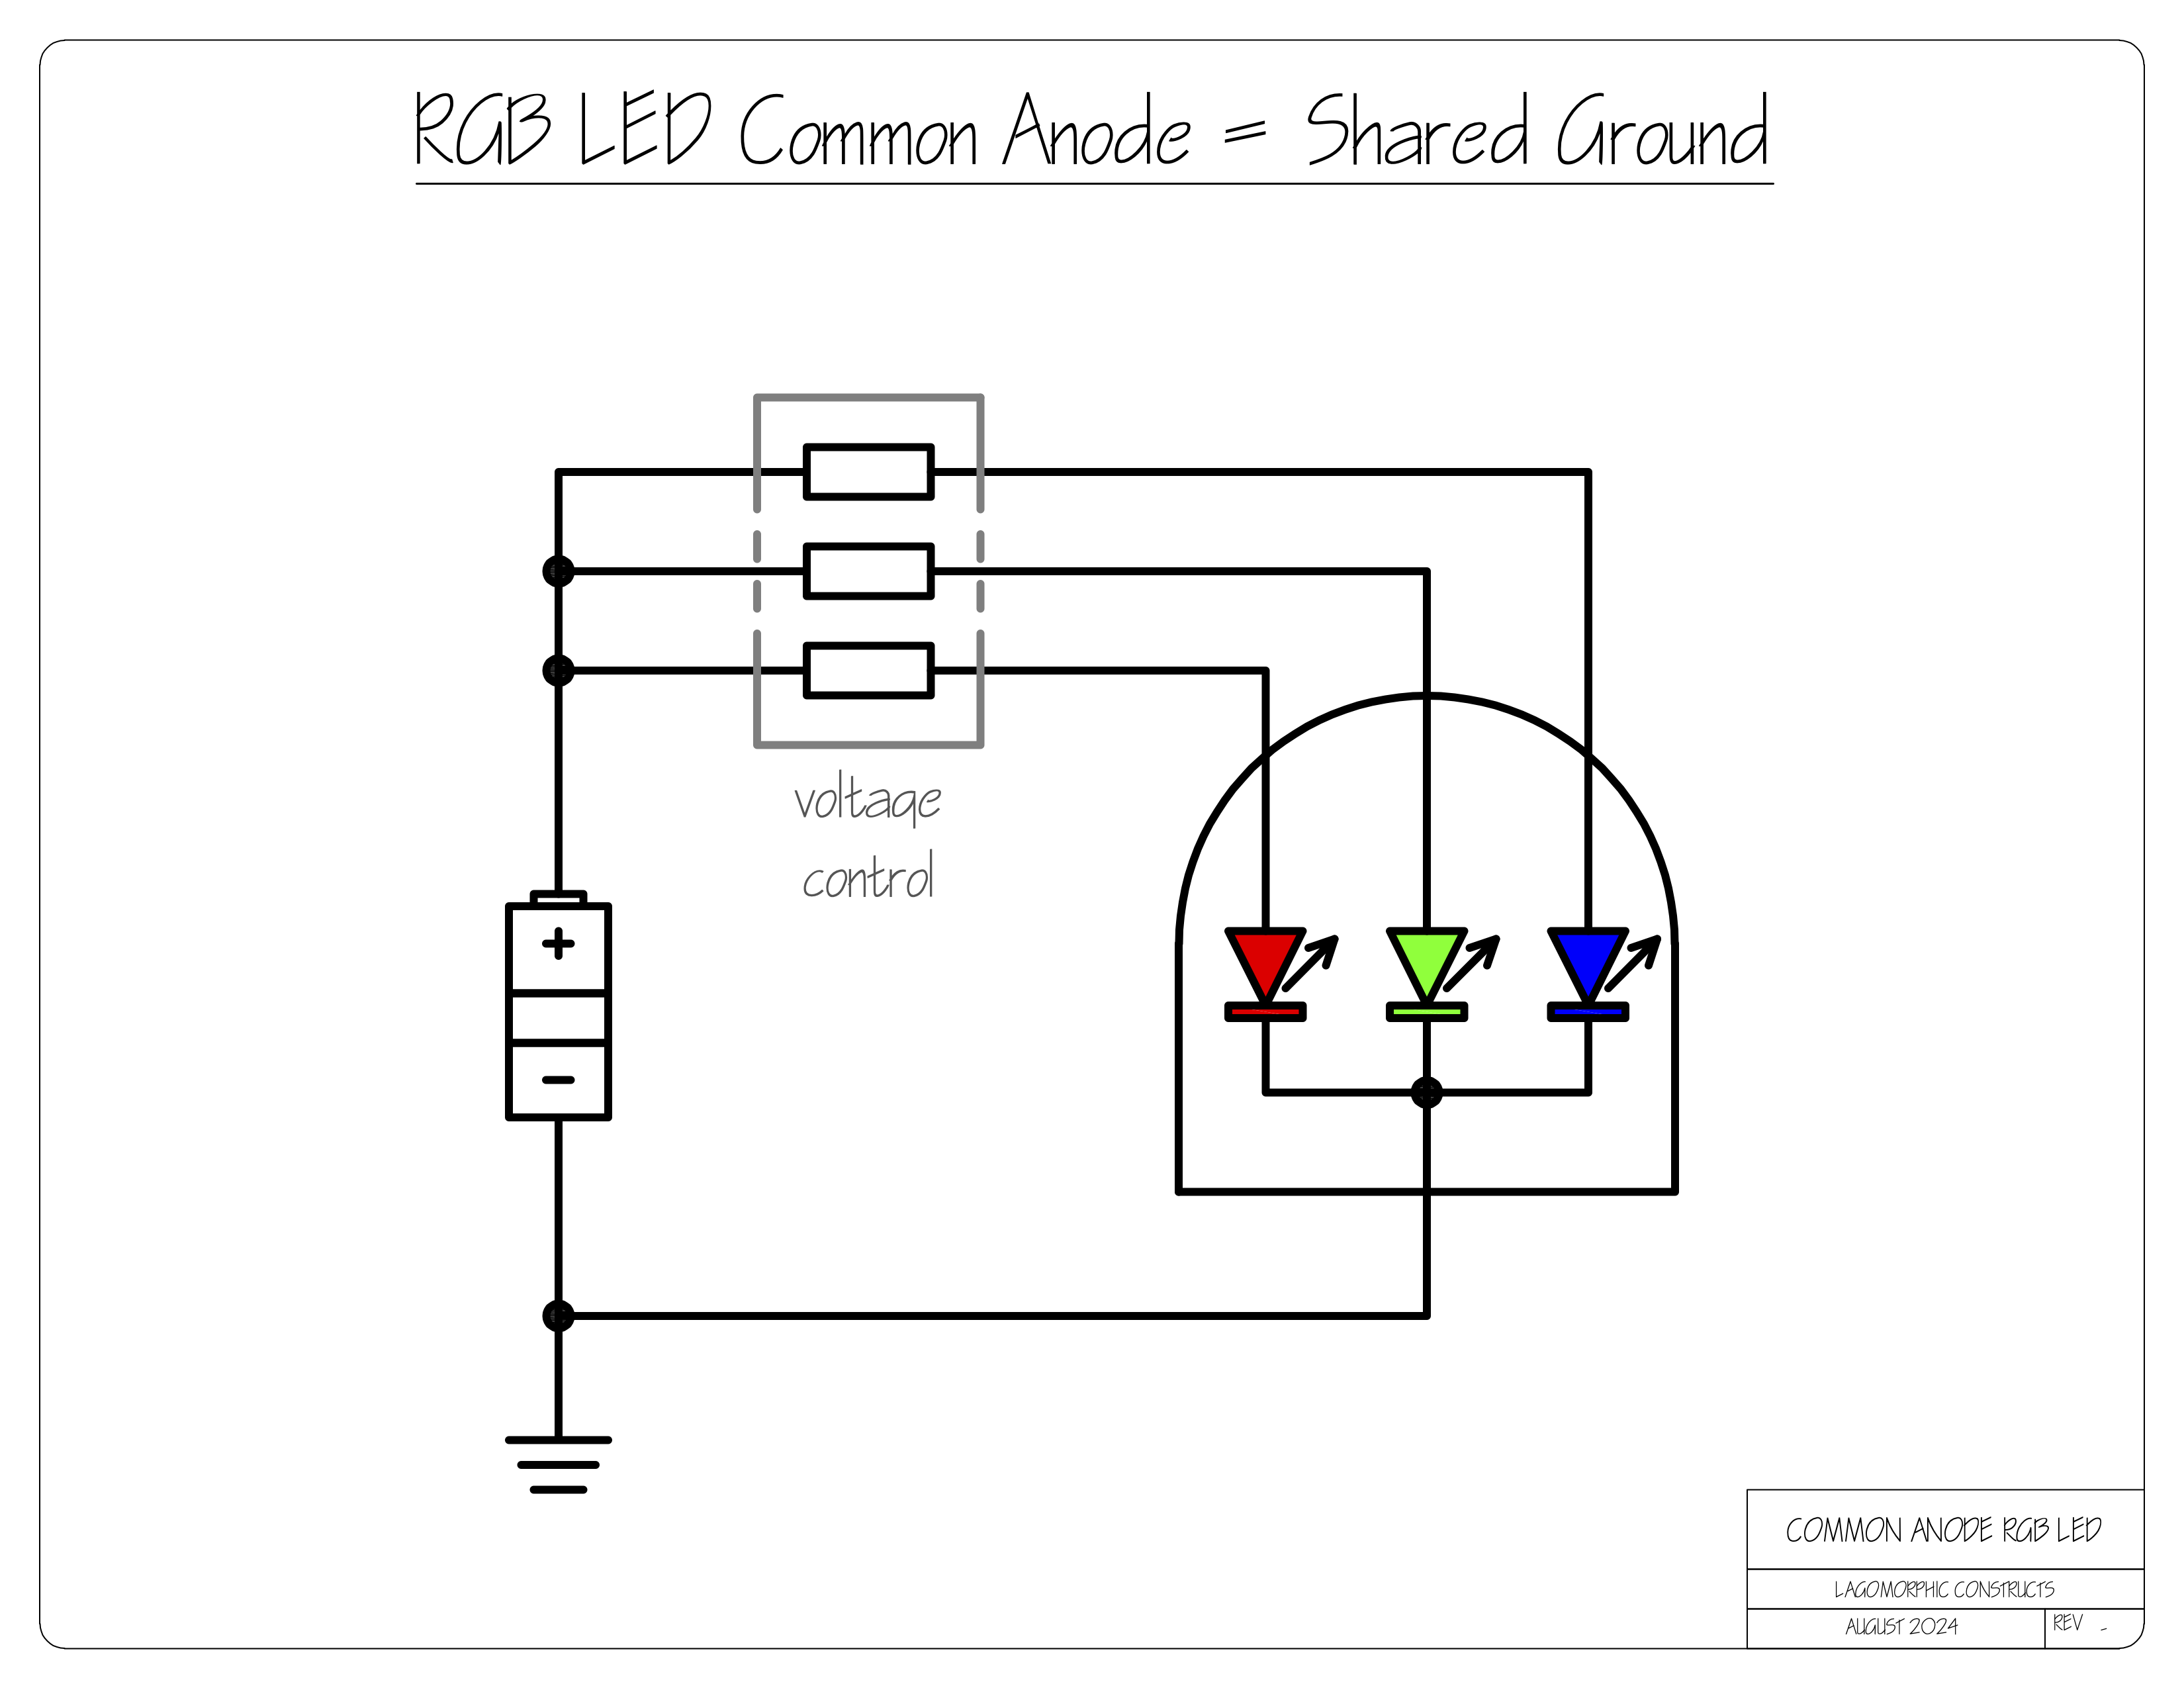 RGB LED Common Anode = Shared Ground
voltage
control
+
-
COMMON ANODE RGB LED
LAGOMORPHIC CONSTRUCTS
AUGUST 2024
REV -